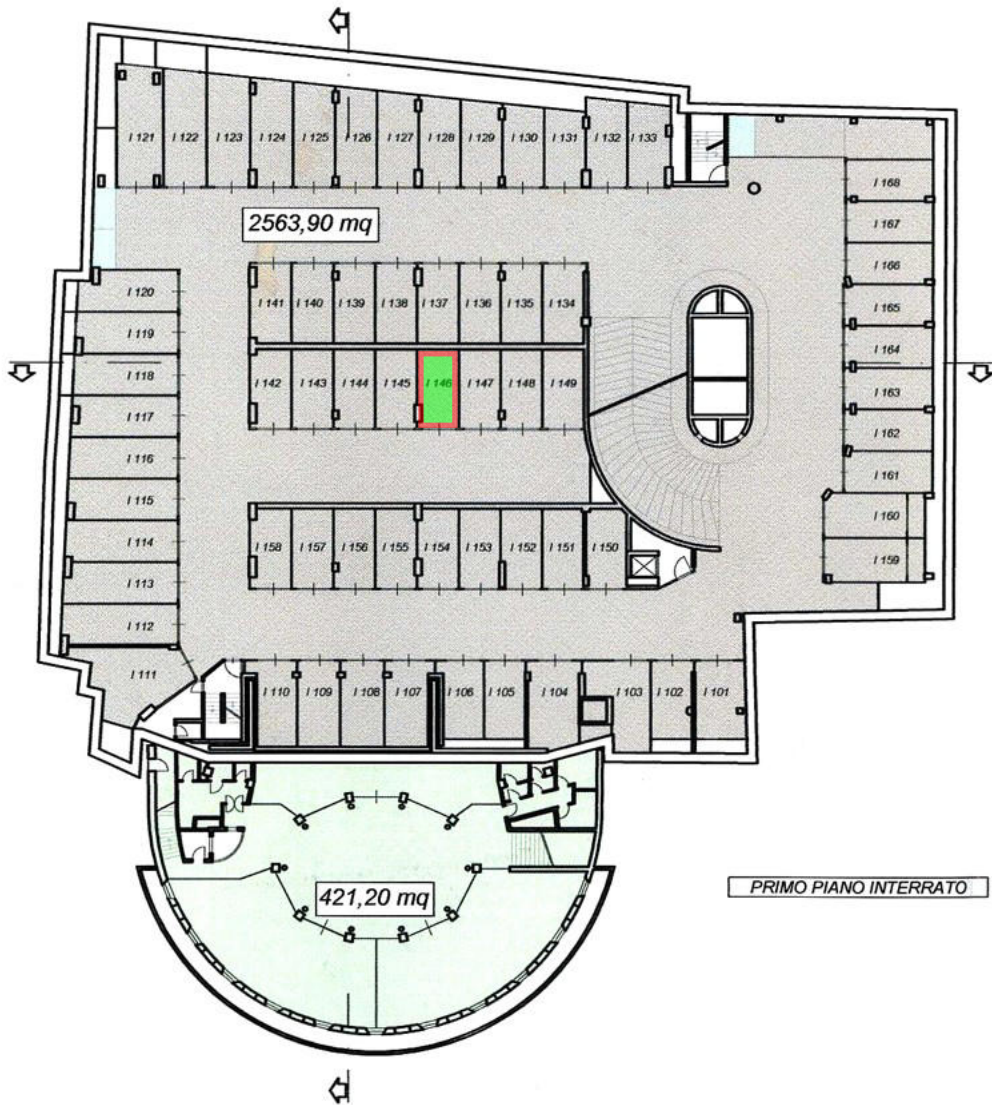 I 121 I 122 I 123 I 124 I 125 I 126 I 127 I 128 I 129 I 130 I 131 I 132 I 133
I 168
2563,90 mq
I 167
I 166
I 120
I 141 I 140 I 139 I 138 I 137 I 136 I 135 I 134
I 165
I 119
I 164
I 118
I 142 I 143 I 144 I 145 I 146 I 147 I 148 I 149
I 163
I 117
I 162
I 116
I 161
I 115
I 160
I 114
I 158 I 157 I 156 I 155 I 154 I 153 I 152 I 151 I 150
I 159
I 113
I 112
I 111
I 110 I 109 I 108 I 107 I 106 I 105 I 104 I 103 I 102 I 101
421,20 mq
PRIMO PIANO INTERRATO